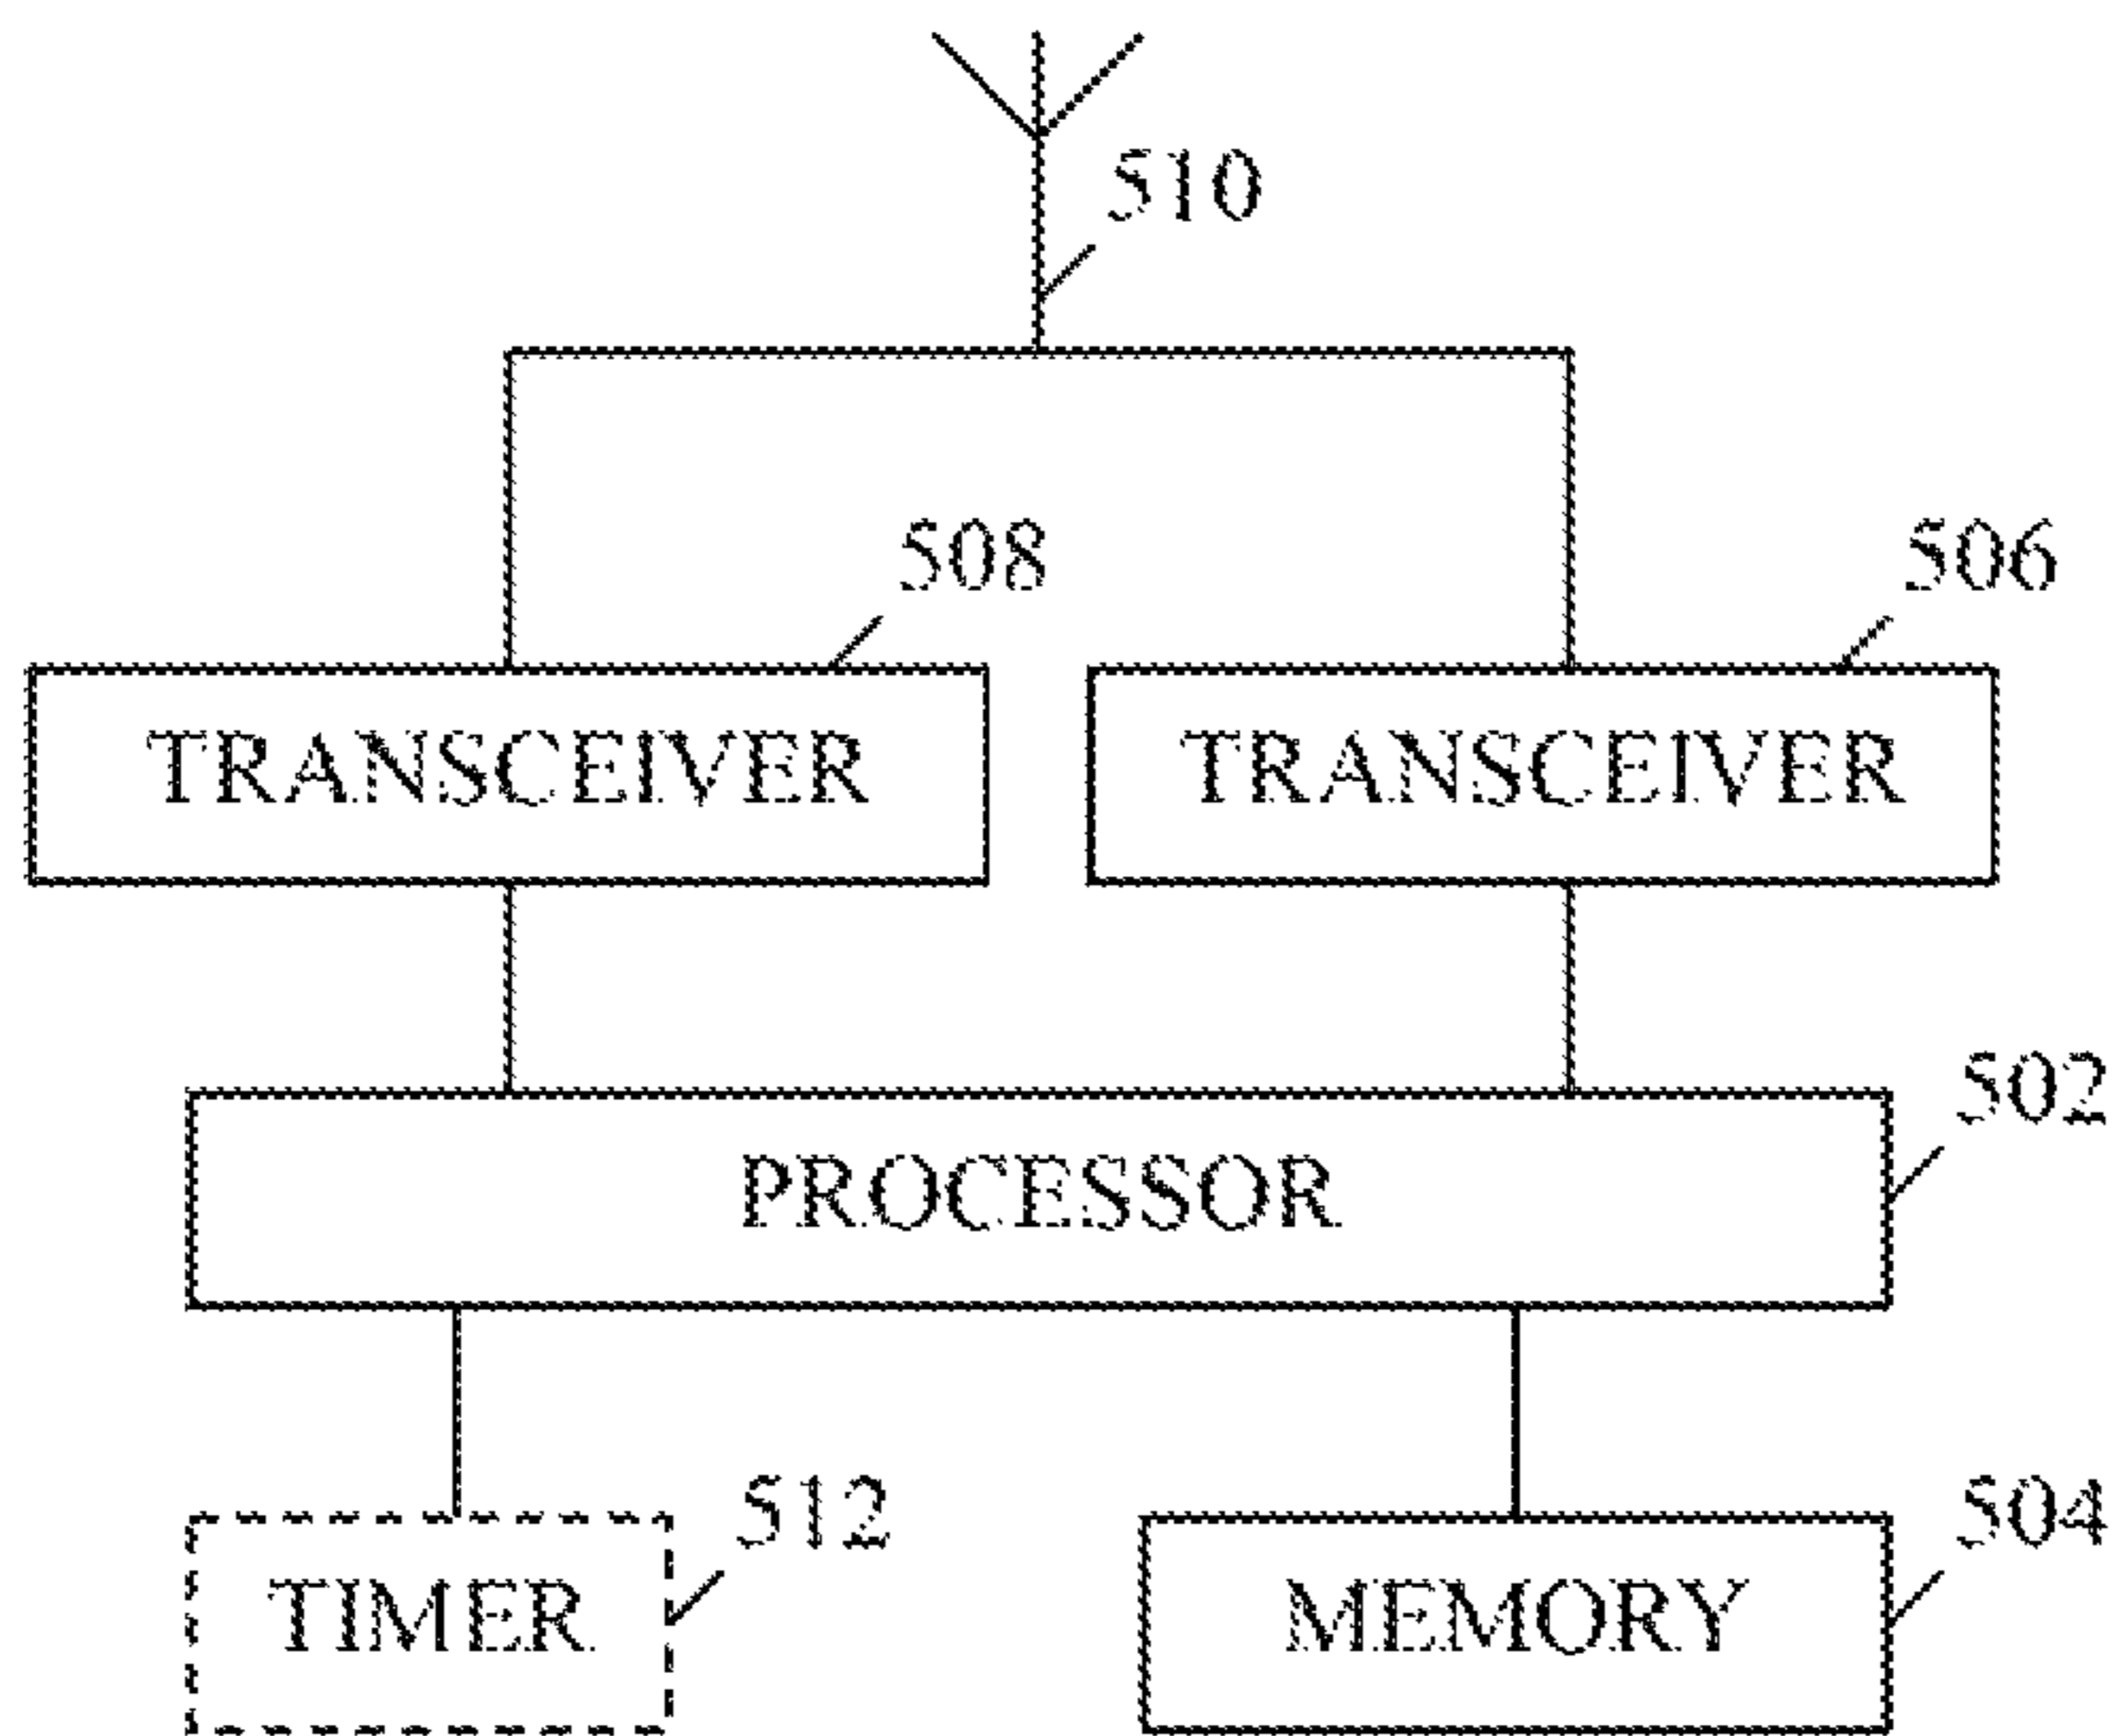 510
508
506
TRANSCEIVER
TRANSCEIVER
502
PROCESSOR
512
504
TIMER
MEMORY